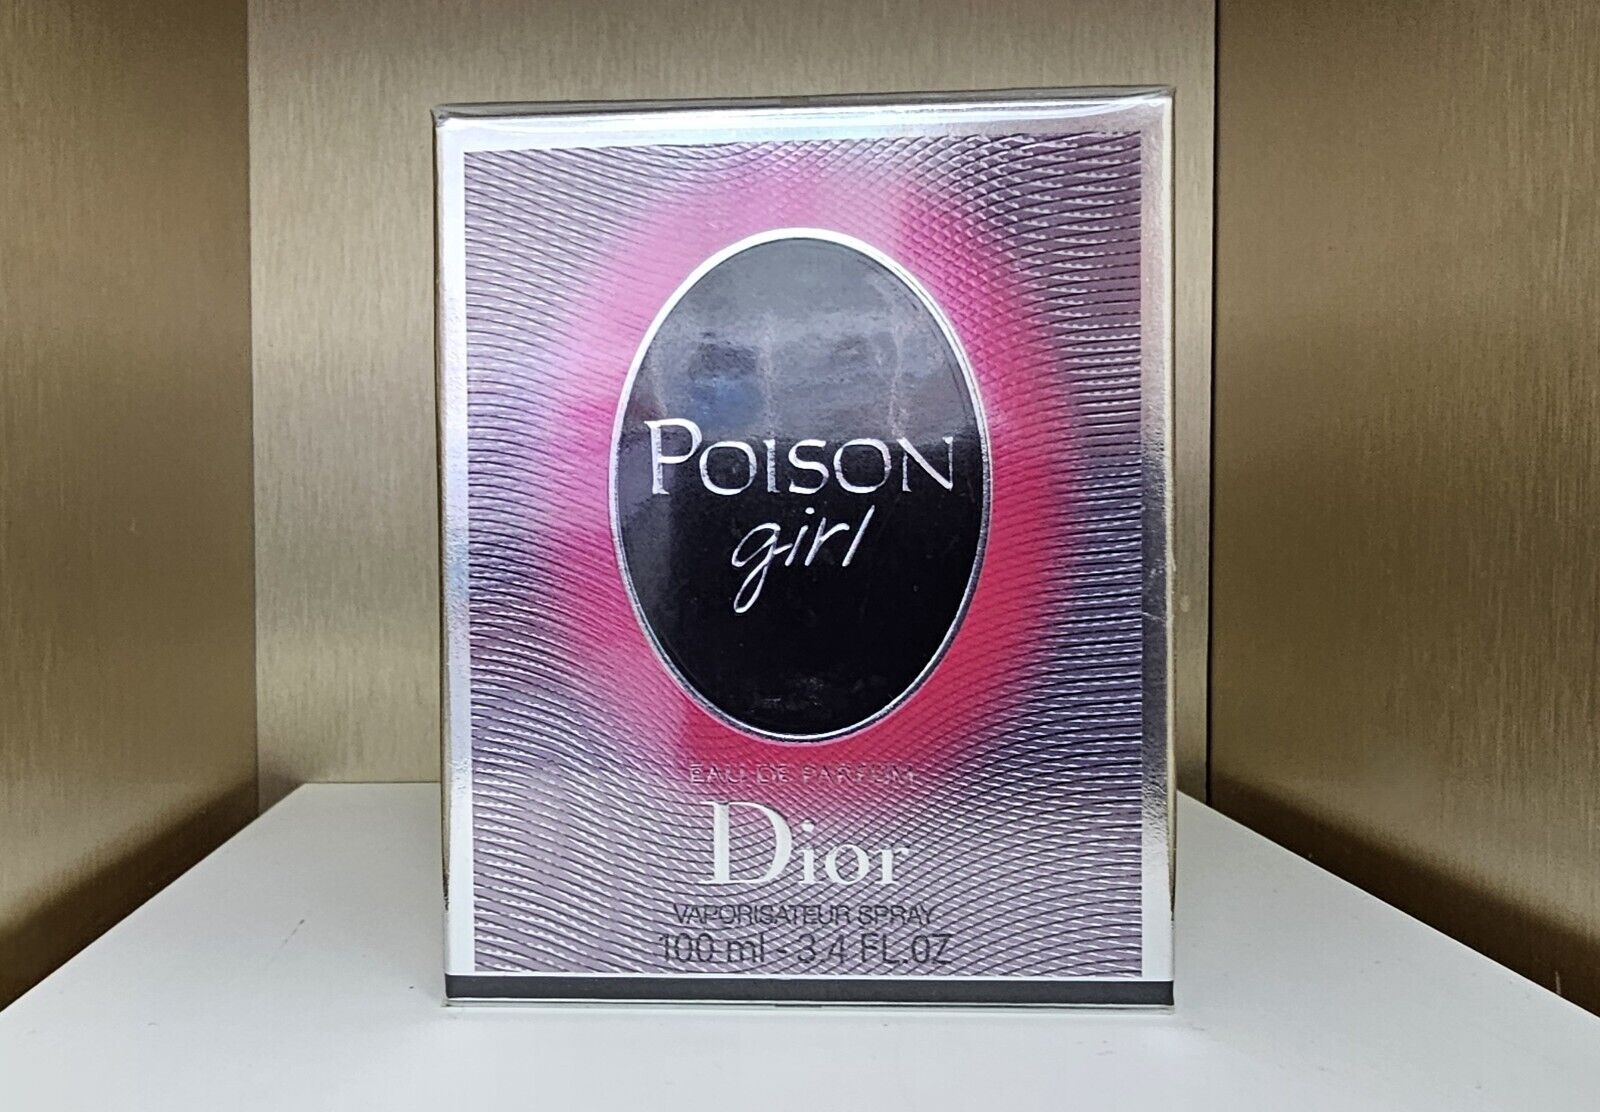 POISON
girl
EAU DE PARFUM
Dior
VAPORISATEUR SPRAY
100 ml - 3.4 FL.OZ